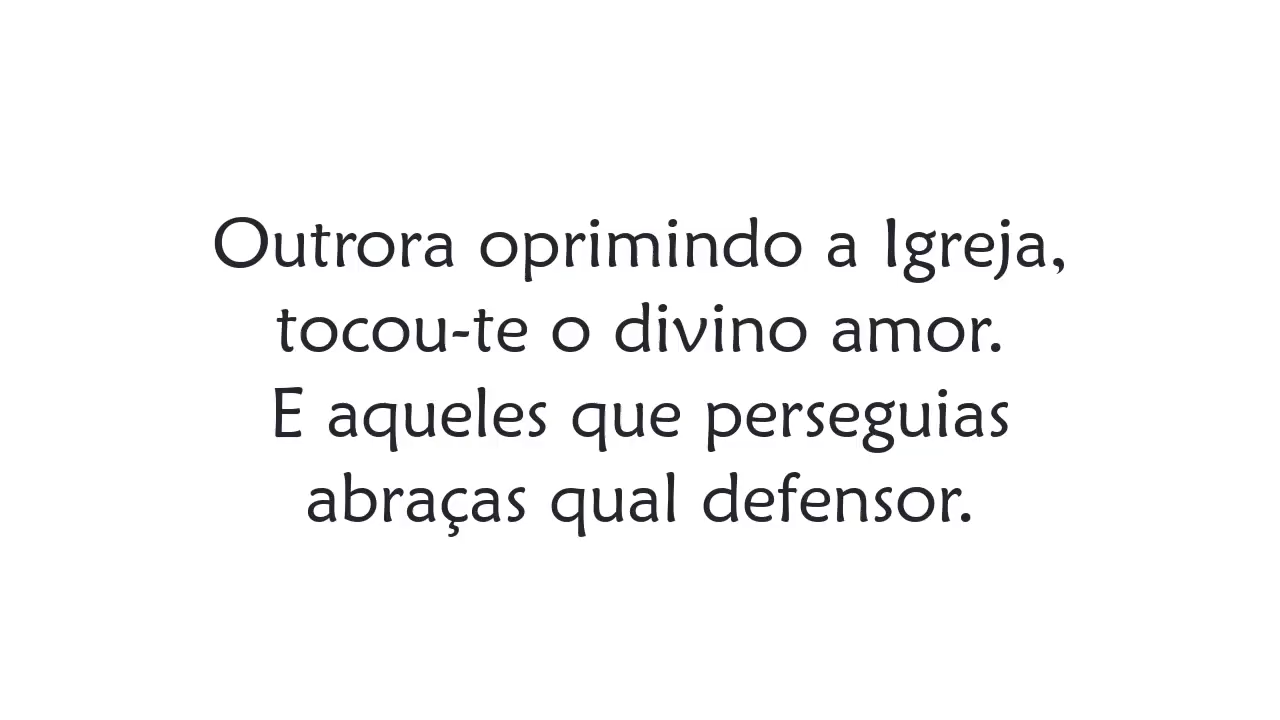 Outrora oprimindo a Igreja,
tocou-te o divino amor.
E aqueles que perseguias
abraças qual defensor.